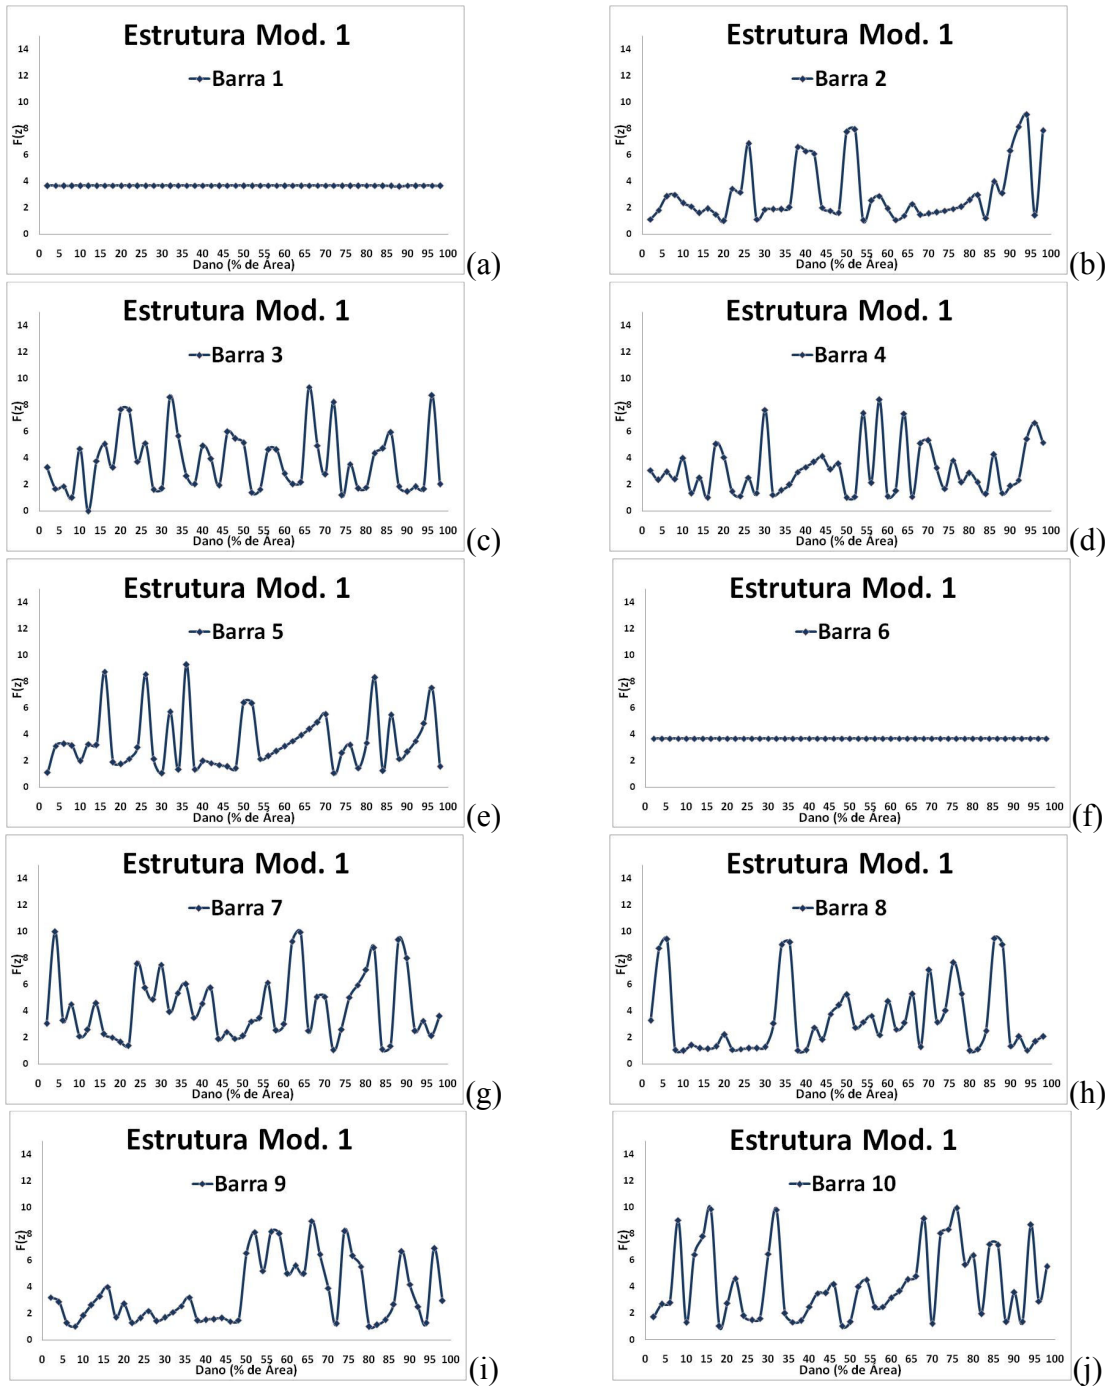 Estrutura Mod. 1
Barra 1
14
12
10
8
6
4
2
0
F(z)
0 5 10 15 20 25 30 35 40 45 50 55 60 65 70 75 80 85 90 95 100
Dano (% de Área)
(a)
Estrutura Mod. 1
Barra 2
14
12
10
8
6
4
2
0
F(z)
0 5 10 15 20 25 30 35 40 45 50 55 60 65 70 75 80 85 90 95 100
Dano (% de Área)
(b)
Estrutura Mod. 1
Barra 3
14
12
10
8
6
4
2
0
F(z)
0 5 10 15 20 25 30 35 40 45 50 55 60 65 70 75 80 85 90 95 100
Dano (% de Área)
(c)
Estrutura Mod. 1
Barra 4
14
12
10
8
6
4
2
0
F(z)
0 5 10 15 20 25 30 35 40 45 50 55 60 65 70 75 80 85 90 95 100
Dano (% de Área)
(d)
Estrutura Mod. 1
Barra 5
14
12
10
8
6
4
2
0
F(z)
0 5 10 15 20 25 30 35 40 45 50 55 60 65 70 75 80 85 90 95 100
Dano (% de Área)
(e)
Estrutura Mod. 1
Barra 6
14
12
10
8
6
4
2
0
F(z)
0 5 10 15 20 25 30 35 40 45 50 55 60 65 70 75 80 85 90 95 100
Dano (% de Área)
(f)
Estrutura Mod. 1
Barra 7
14
12
10
8
6
4
2
0
F(z)
0 5 10 15 20 25 30 35 40 45 50 55 60 65 70 75 80 85 90 95 100
Dano (% de Área)
(g)
Estrutura Mod. 1
Barra 8
14
12
10
8
6
4
2
0
F(z)
0 5 10 15 20 25 30 35 40 45 50 55 60 65 70 75 80 85 90 95 100
Dano (% de Área)
(h)
Estrutura Mod. 1
Barra 9
14
12
10
8
6
4
2
0
F(z)
0 5 10 15 20 25 30 35 40 45 50 55 60 65 70 75 80 85 90 95 100
Dano (% de Área)
(i)
Estrutura Mod. 1
Barra 10
14
12
10
8
6
4
2
0
F(z)
0 5 10 15 20 25 30 35 40 45 50 55 60 65 70 75 80 85 90 95 100
Dano (% de Área)
(j)